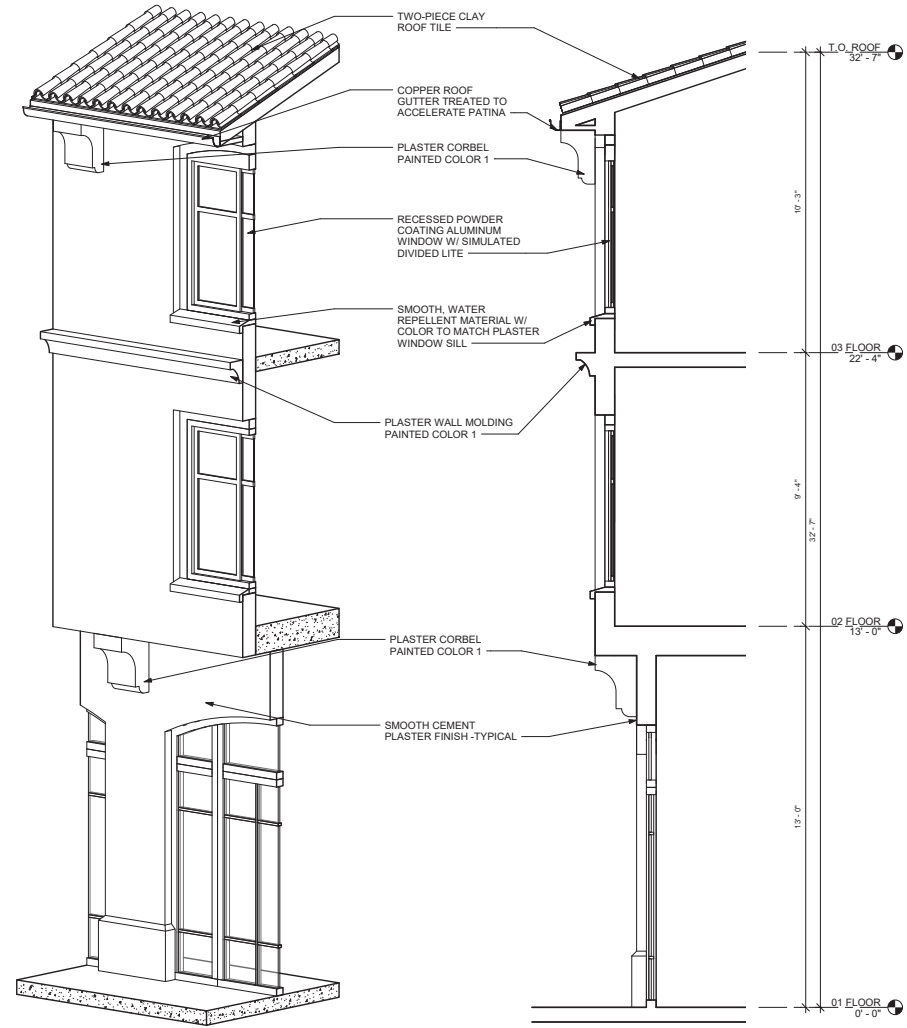 TWO-PIECE CLAY
ROOF TILE
COPPER ROOF
GUTTER TREATED TO
ACCELERATE PATINA
PLASTER CORBEL
PAINTED COLOR 1
RECESSED POWDER
COATING ALUMINUM
WINDOW W/ SIMULATED
DIVIDED LITE
SMOOTH, WATER
REPELLENT MATERIAL W/
COLOR TO MATCH PLASTER
WINDOW SILL
PLASTER WALL MOLDING
PAINTED COLOR 1
PLASTER CORBEL
PAINTED COLOR 1
SMOOTH CEMENT
PLASTER FINISH -TYPICAL
T.O. ROOF
32' - 7"
10' - 3"
03 FLOOR
22' - 4"
9' - 4"
32' - 7"
02 FLOOR
13' - 0"
13' - 0"
01 FLOOR
0' - 0"